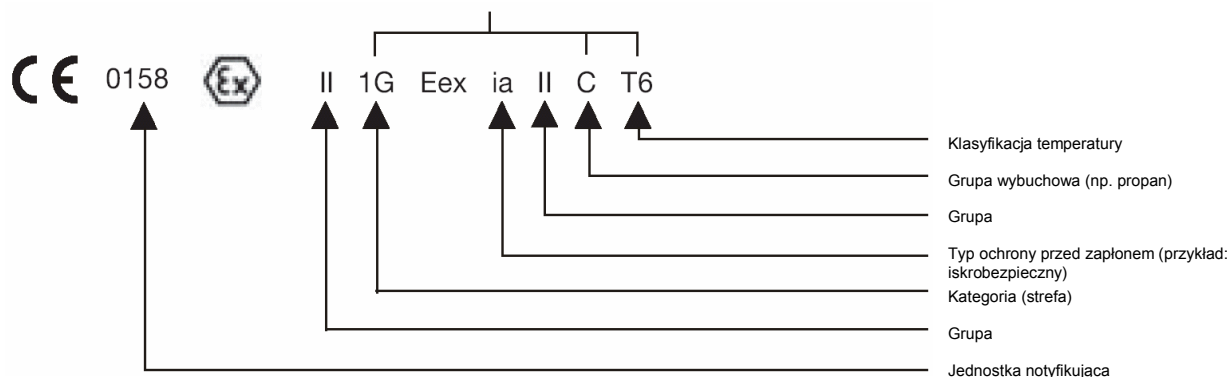 CE 0158 Ex II 1G Eex ia II C T6
Klasyfikacja temperatury
Grupa wybuchowa (np. propan)
Grupa
Typ ochrony przed zapłonem (przykład:
iskrobezpieczny)
Kategoria (strefa)
Grupa
Jednostka notyfikująca